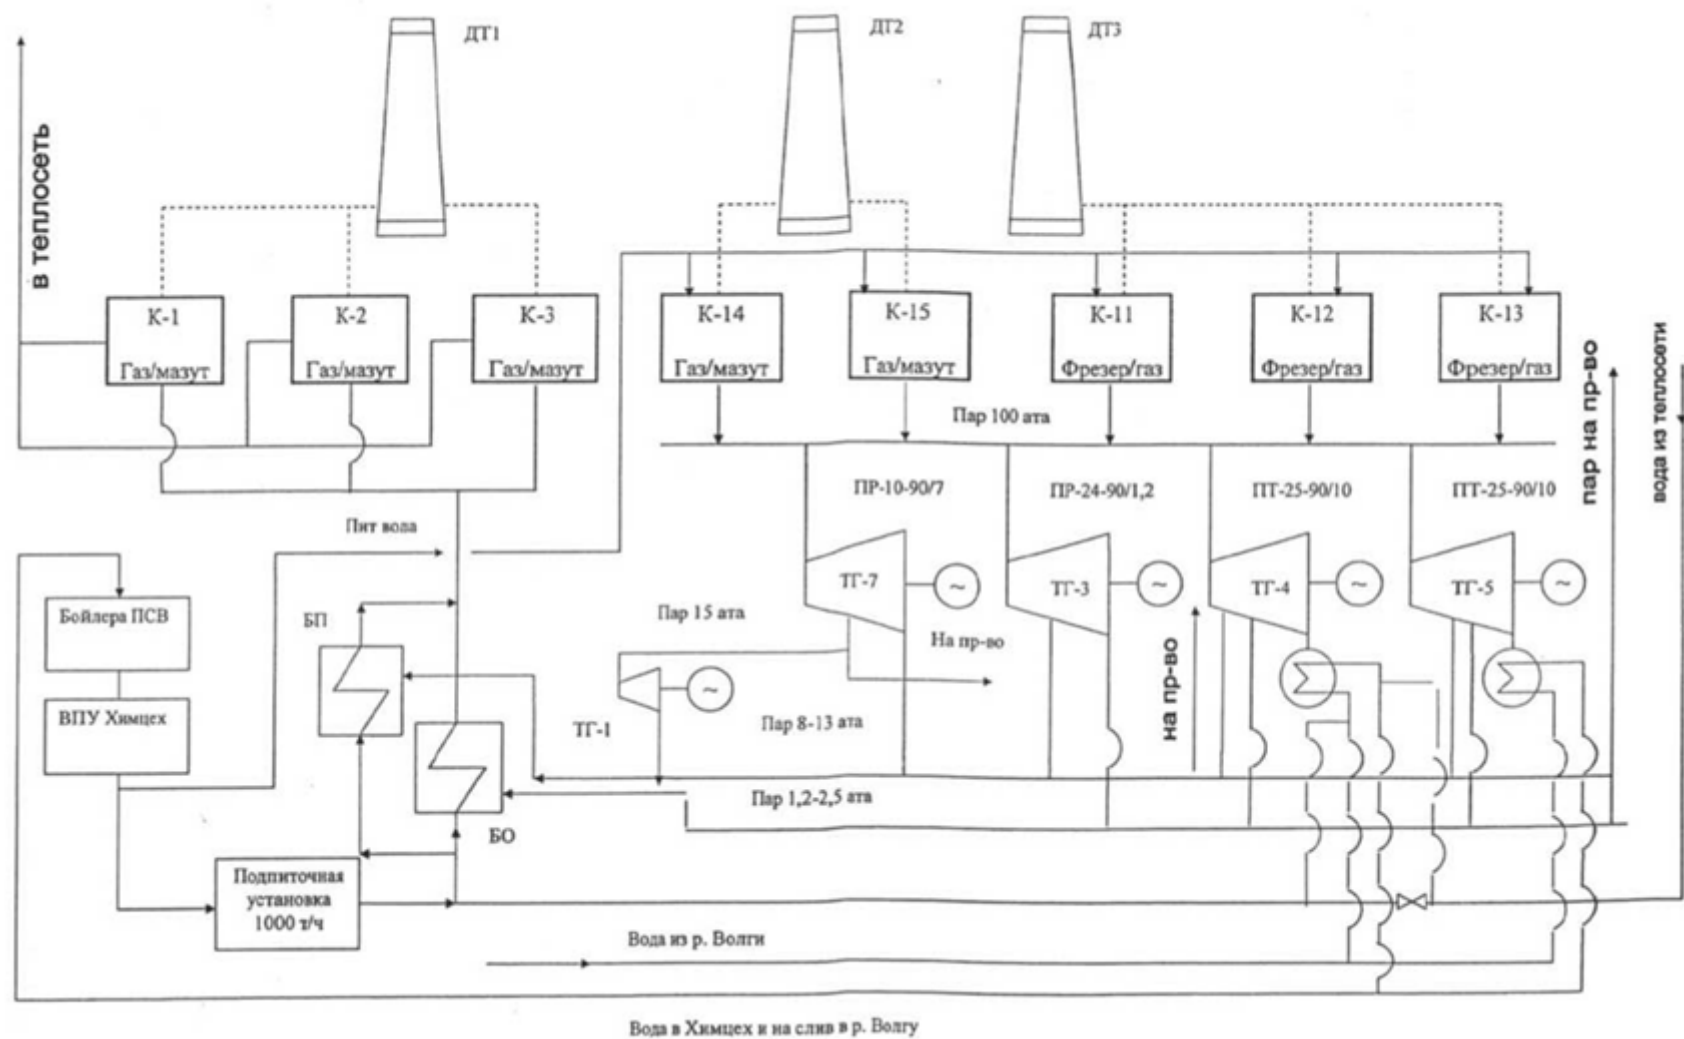 ДТ1
ДТ2
ДТ3
в теплосеть
К-1
Газ/мазут
К-2
Газ/мазут
К-3
Газ/мазут
К-14
Газ/мазут
К-15
Газ/мазут
К-11
Фрезер/газ
К-12
Фрезер/газ
К-13
Фрезер/газ
пар на пр-во
вода из теплосети
Пар 100 ата
ПР-10-90/7
ПР-24-90/1,2
ПТ-25-90/10
ПТ-25-90/10
Пит вода
ТГ-7
~
ТГ-3
~
ТГ-4
~
ТГ-5
~
Бойлера ПСВ
БП
Пар 15 ата
На пр-во
на пр-во
ВПУ Химцех
ТГ-1
~
Пар 8-13 ата
Пар 1,2-2,5 ата
БО
Подпиточная
установка
1000 т/ч
Вода из р. Волги
Вода в Химцех и на слив в р. Волгу